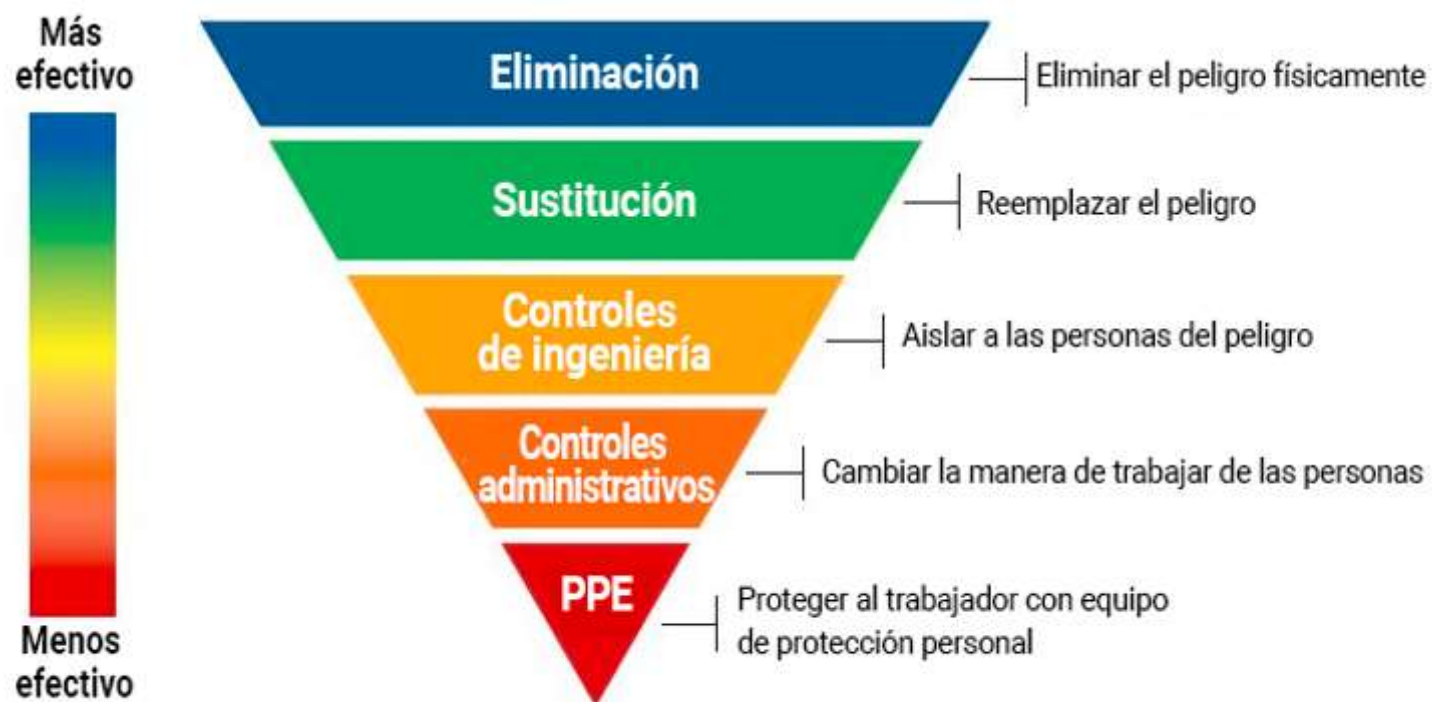 Más
efectivo
Eliminación
Eliminar el peligro físicamente
Sustitución
Reemplazar el peligro
Controles
de ingeniería
Aislar a las personas del peligro
Controles
administrativos
Cambiar la manera de trabajar de las personas
PPE
Proteger al trabajador con equipo
de protección personal
Menos
efectivo